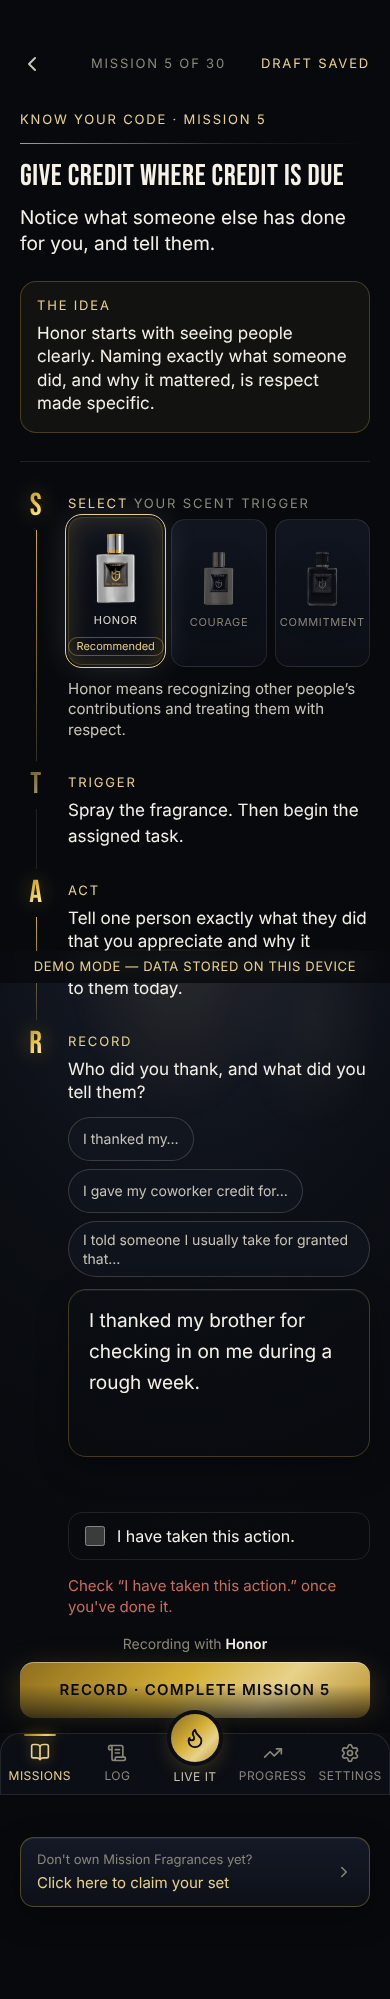 MISSION 5 OF 30
DRAFT SAVED
KNOW YOUR CODE · MISSION 5
GIVE CREDIT WHERE CREDIT IS DUE
Notice what someone else has done
for you, and tell them.
THE IDEA
Honor starts with seeing people
clearly. Naming exactly what someone
did, and why it mattered, is respect
made specific.
S
SELECT YOUR SCENT TRIGGER
HONOR
Recommended
COURAGE
COMMITMENT
Honor means recognizing other people's
contributions and treating them with
respect.
T
TRIGGER
Spray the fragrance. Then begin the
assigned task.
A
ACT
Tell one person exactly what they did
that you appreciate and why it
DEMO MODE — DATA STORED ON THIS DEVICE
to them today.
R
RECORD
Who did you thank, and what did you
tell them?
I thanked my...
I gave my coworker credit for...
I told someone I usually take for granted
that...
I thanked my brother for
checking in on me during a
rough week.
I have taken this action.
Check “I have taken this action.” once
you've done it.
Recording with Honor
RECORD · COMPLETE MISSION 5
MISSIONS
LOG
LIVE IT
PROGRESS
SETTINGS
Don't own Mission Fragrances yet?
Click here to claim your set